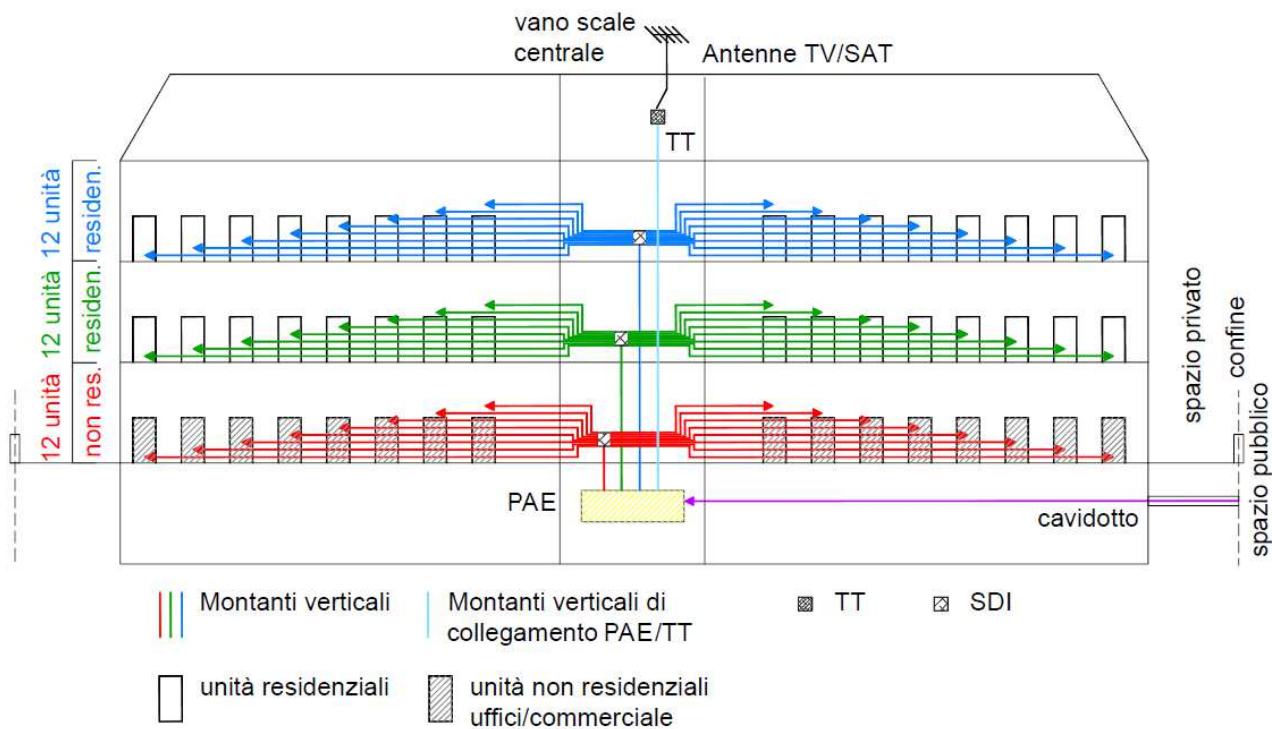 vano scale
centrale
Antenne TV/SAT
TT
12 unità
residen.
12 unità
residen.
12 unità
non res.
spazio privato
confine
spazio pubblico
PAE
cavidotto
Montanti verticali
Montanti verticali di
collegamento PAE/TT
TT
SDI
unità residenziali
unità non residenziali
uffici/commerciale